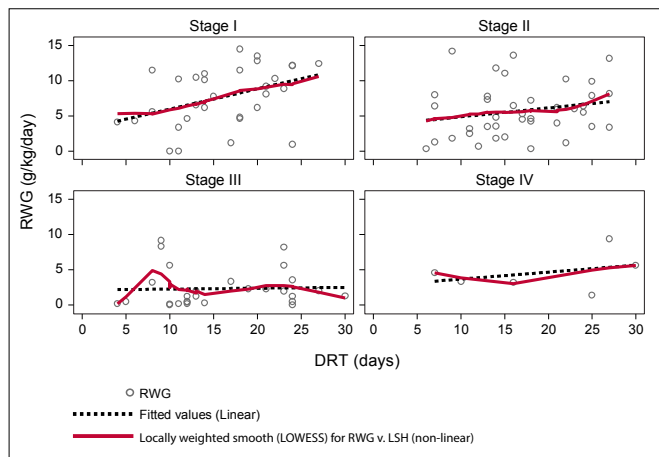 Stage I
Stage II
15
10
5
0
Stage III
Stage IV
15
10
5
0
0 5 10 15 20 25 30 0 5 10 15 20 25 30
RWG (g/kg/day)
DRT (days)
RWG
Fitted values (Linear)
Locally weighted smooth (LOWESS) for RWG v. LSH (non-linear)